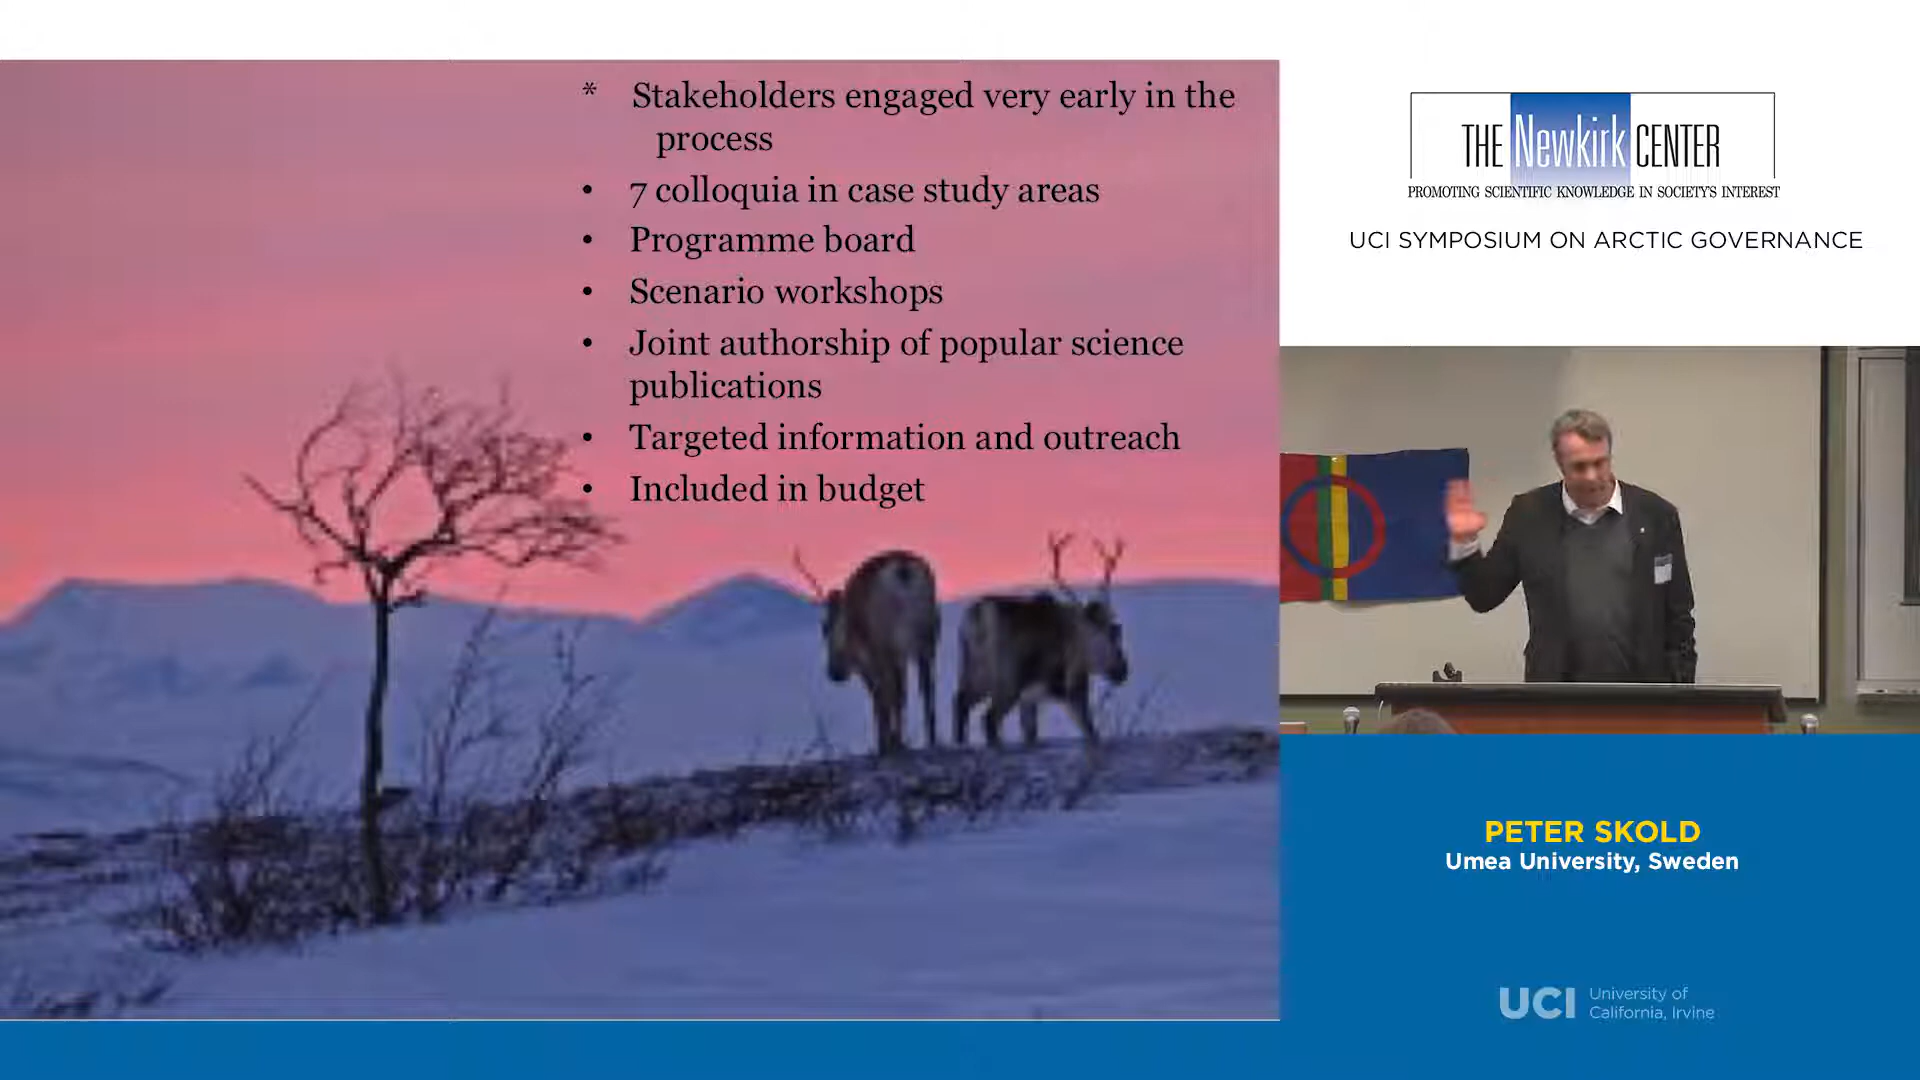 * Stakeholders engaged very early in the
process
• 7 colloquia in case study areas
• Programme board
• Scenario workshops
• Joint authorship of popular science
publications
• Targeted information and outreach
• Included in budget
THE Newkirk CENTER
PROMOTING SCIENTIFIC KNOWLEDGE IN SOCIETY'S INTEREST
UCI SYMPOSIUM ON ARCTIC GOVERNANCE
PETER SKOLD
Umea University, Sweden
UCI University of
California, Irvine